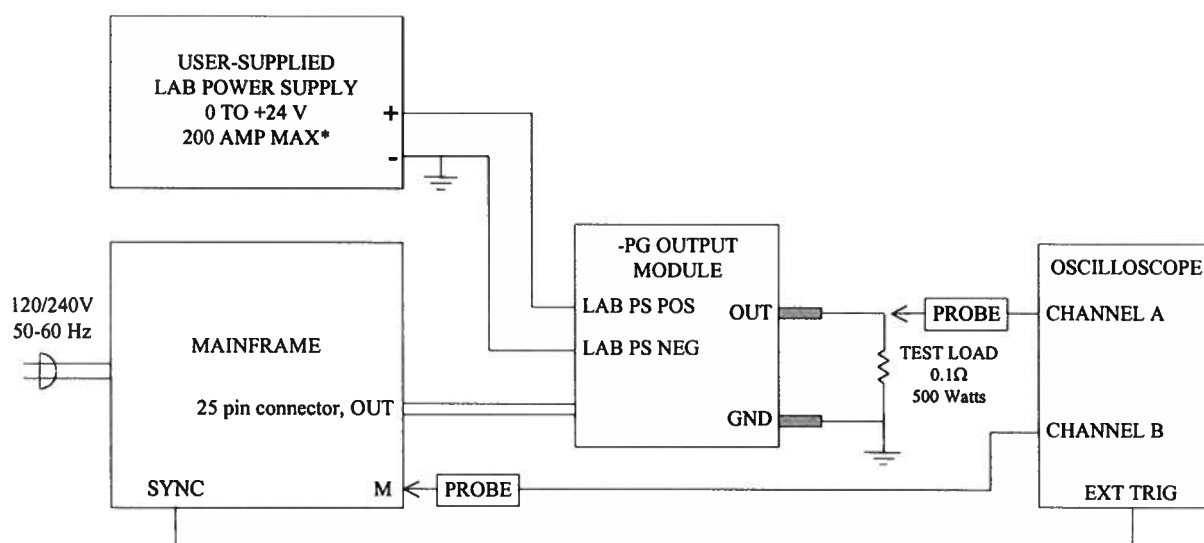 USER-SUPPLIED
LAB POWER SUPPLY
0 TO +24 V
200 AMP MAX*
+
-
120/240V
50-60 Hz
MAINFRAME
25 pin connector, OUT
SYNC
M
PROBE
-PG OUTPUT
MODULE
LAB PS POS
LAB PS NEG
OUT
GND
TEST LOAD
0.1Ω
500 Watts
PROBE
OSCILLOSCOPE
CHANNEL A
CHANNEL B
EXT TRIG